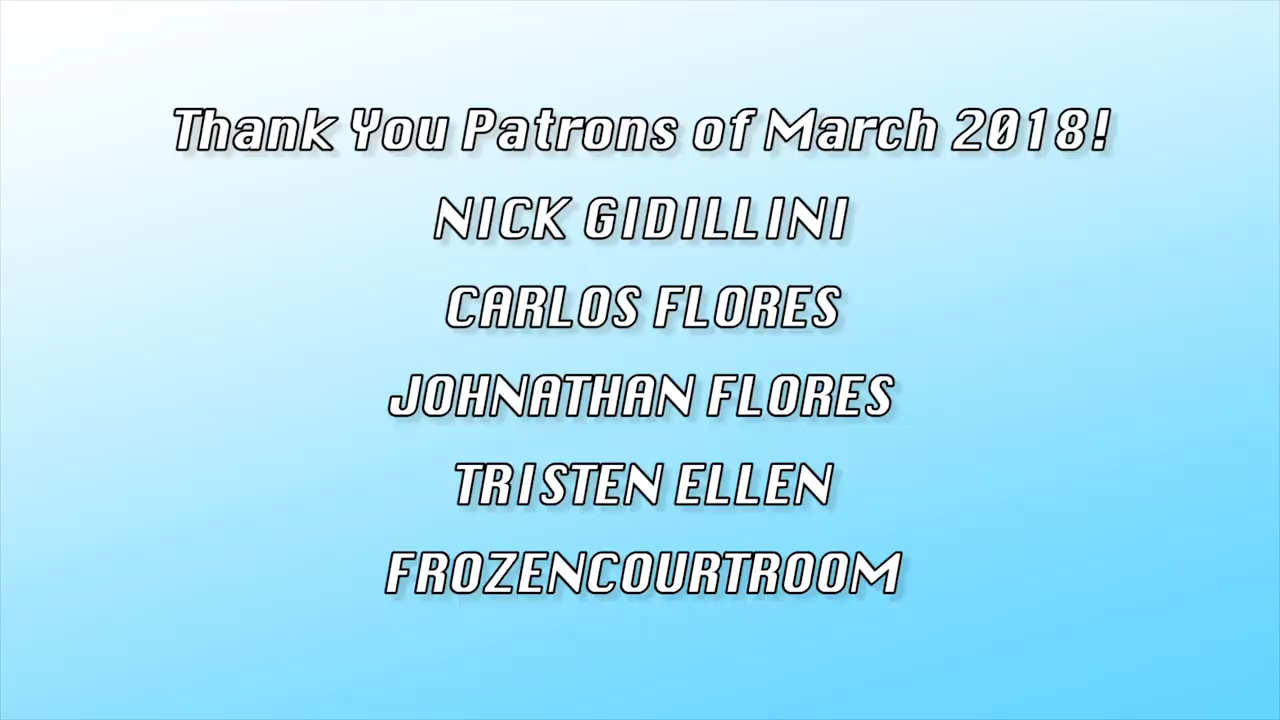 Thank You Patrons of March 2018!
NICK GIDILLINI
CARLOS FLORES
JOHNATHAN FLORES
TRISTEN ELLEN
FROZENCOURTROOM